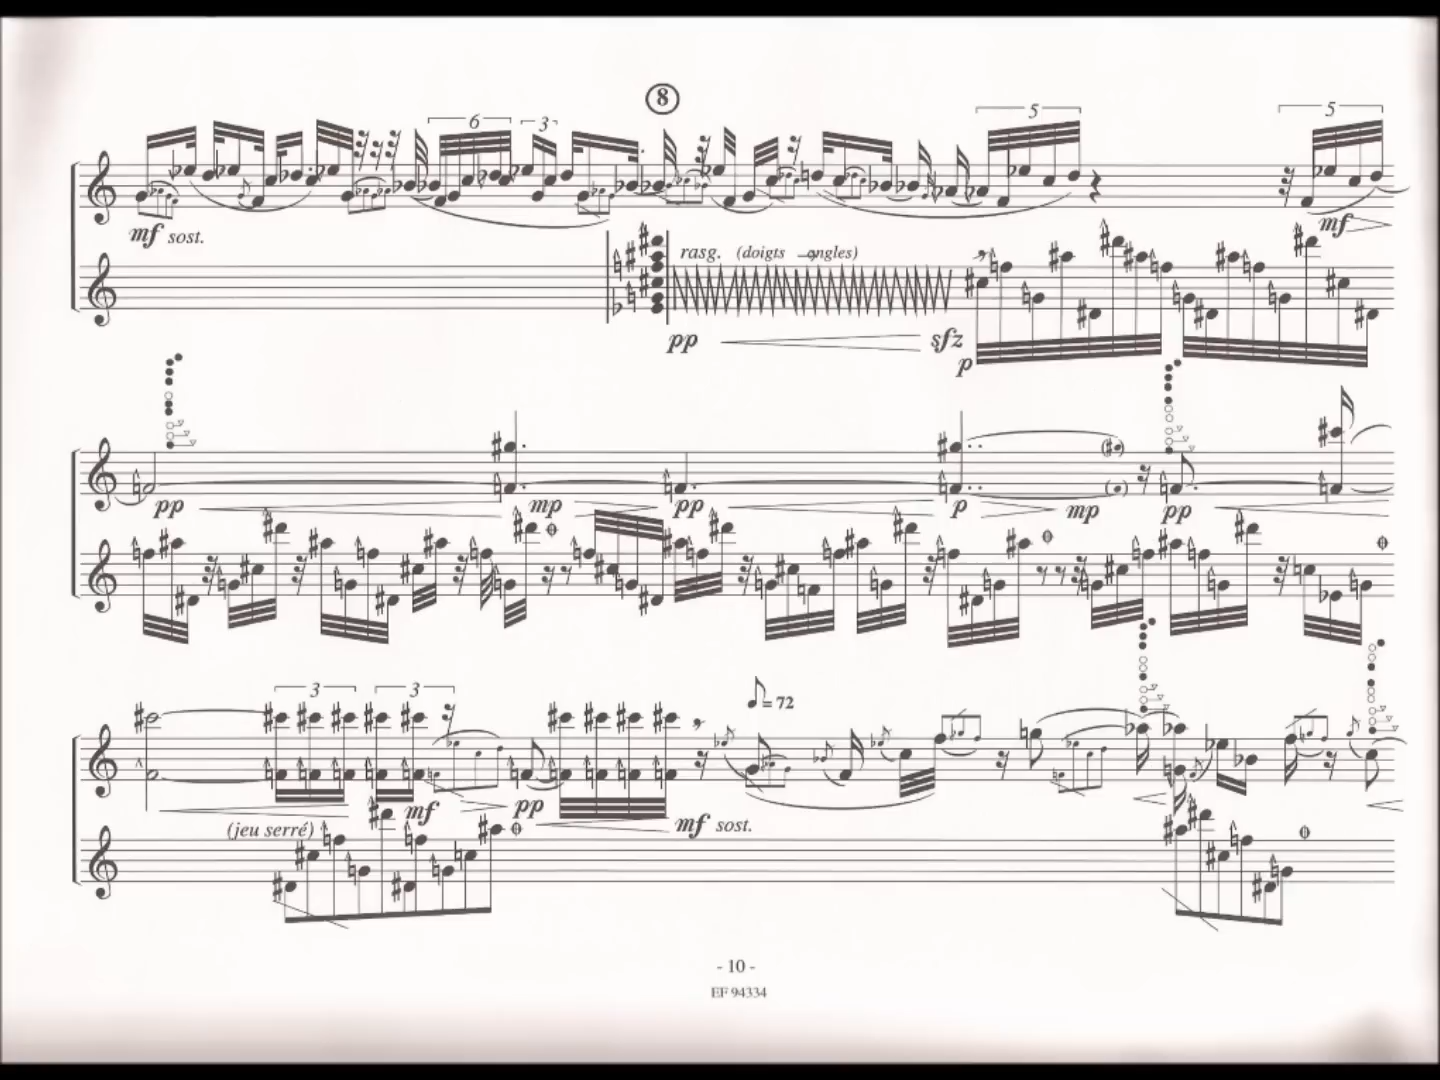 8
6 3 5 5
mf sost. mf
rasg. (doigts ongles)
pp sfz
p
pp mp pp p mp pp
3 3 = 72
mf pp
mf sost.
(jeu serré)
- 10 -
EF 94334